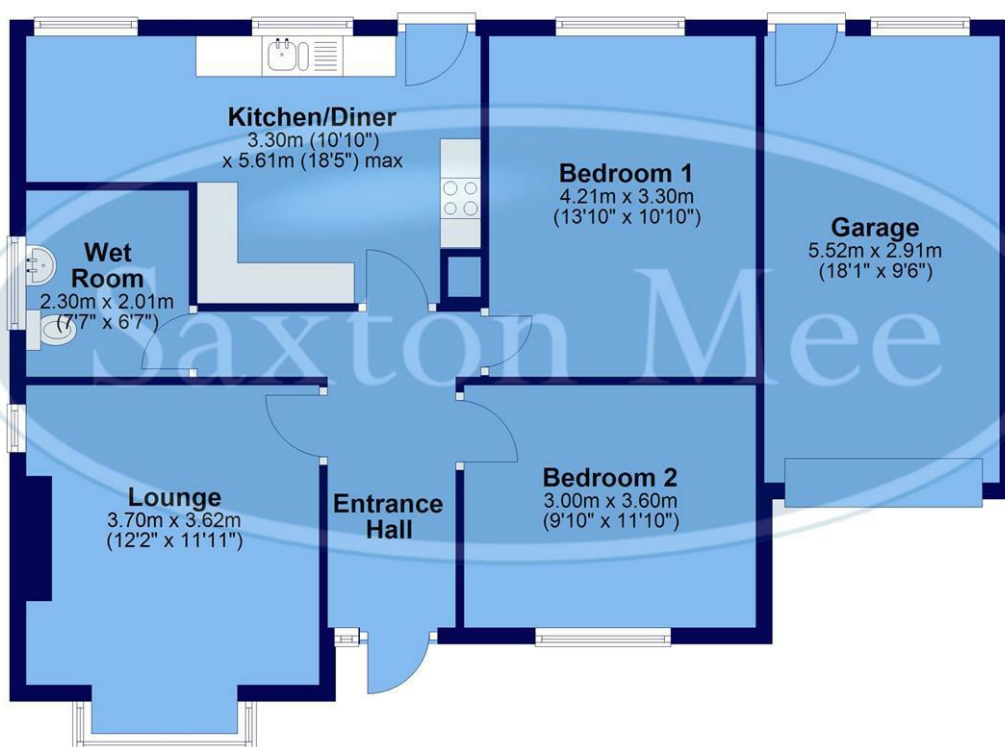 Kitchen/Diner
3.30m (10'10")
x 5.61m (18'5") max
Bedroom 1
4.21m x 3.30m
(13'10" x 10'10")
Garage
5.52m x 2.91m
(18'1" x 9'6")
Wet
Room
2.30m x 2.01m
(7'7" x 6'7")
Saxton Mee
Lounge
3.70m x 3.62m
(12'2" x 11'11")
Entrance
Hall
Bedroom 2
3.00m x 3.60m
(9'10" x 11'10")